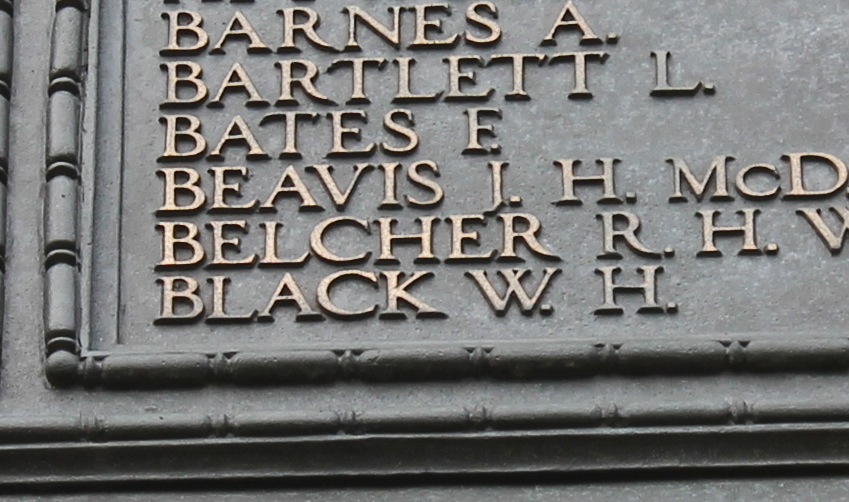 BARNES A.
BARTLETT L.
BATES F.
BEAVIS J. H. McD.
BELCHER R. H. W
BLACK W. H.